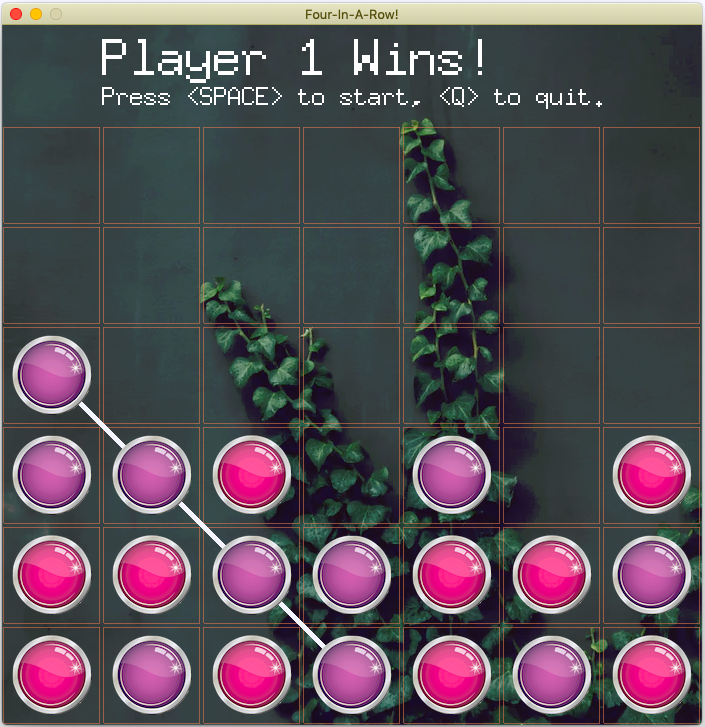 Four-In-A-Row!
Player 1 Wins!
Press <SPACE> to start, <Q> to quit.